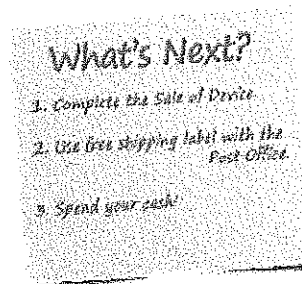 What's Next?
1. Complete the Sale of Device
2. Use free shipping label with the
Post Office.
3. Spend your cash!